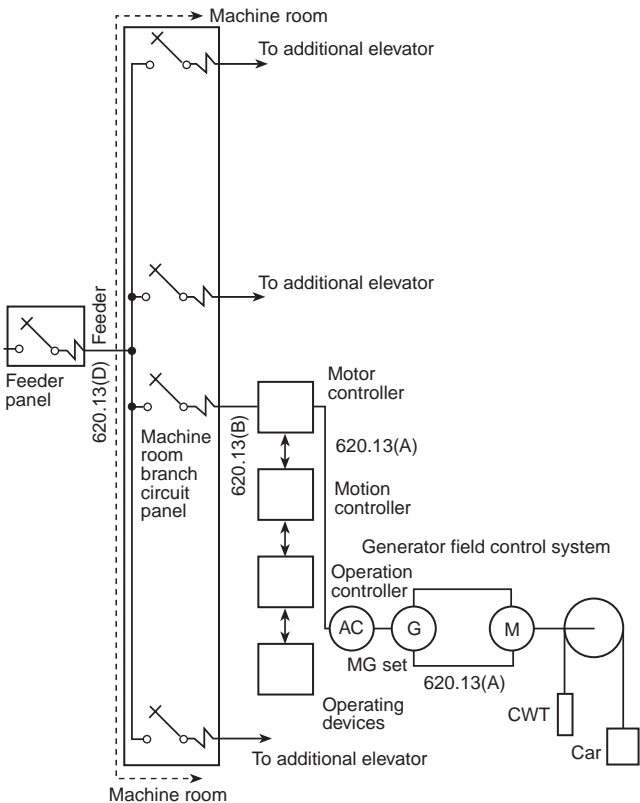 Machine room
To additional elevator
To additional elevator
Feeder
Feeder
panel
620.13(D)
Machine
room
branch
circuit
panel
620.13(B)
Motor
controller
620.13(A)
Motion
controller
Generator field control system
Operation
controller
AC
G
M
MG set
620.13(A)
Operating
devices
CWT
Car
To additional elevator
Machine room